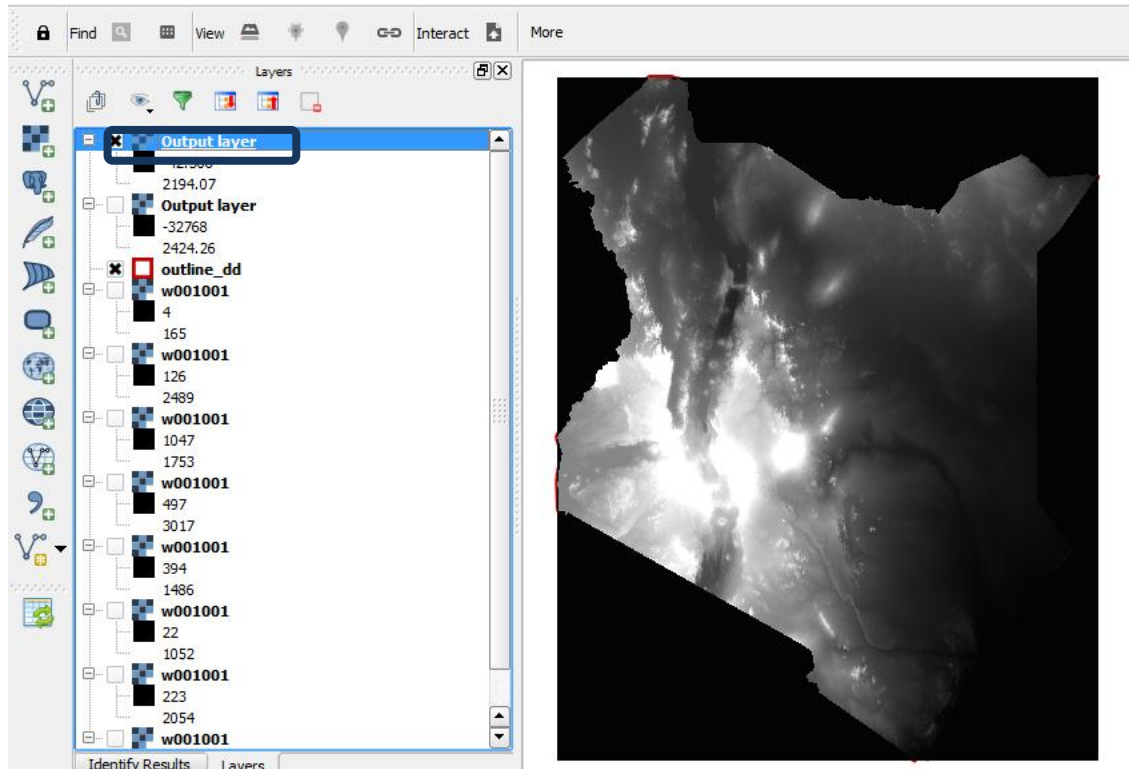 Find View Interact More
Layers
Output layer
2194.07
Output layer
-32768
2424.26
outline_dd
w001001
4
165
w001001
126
2489
w001001
1047
1753
w001001
497
3017
w001001
394
1486
w001001
22
1052
w001001
223
2054
w001001
Identify Results Layers